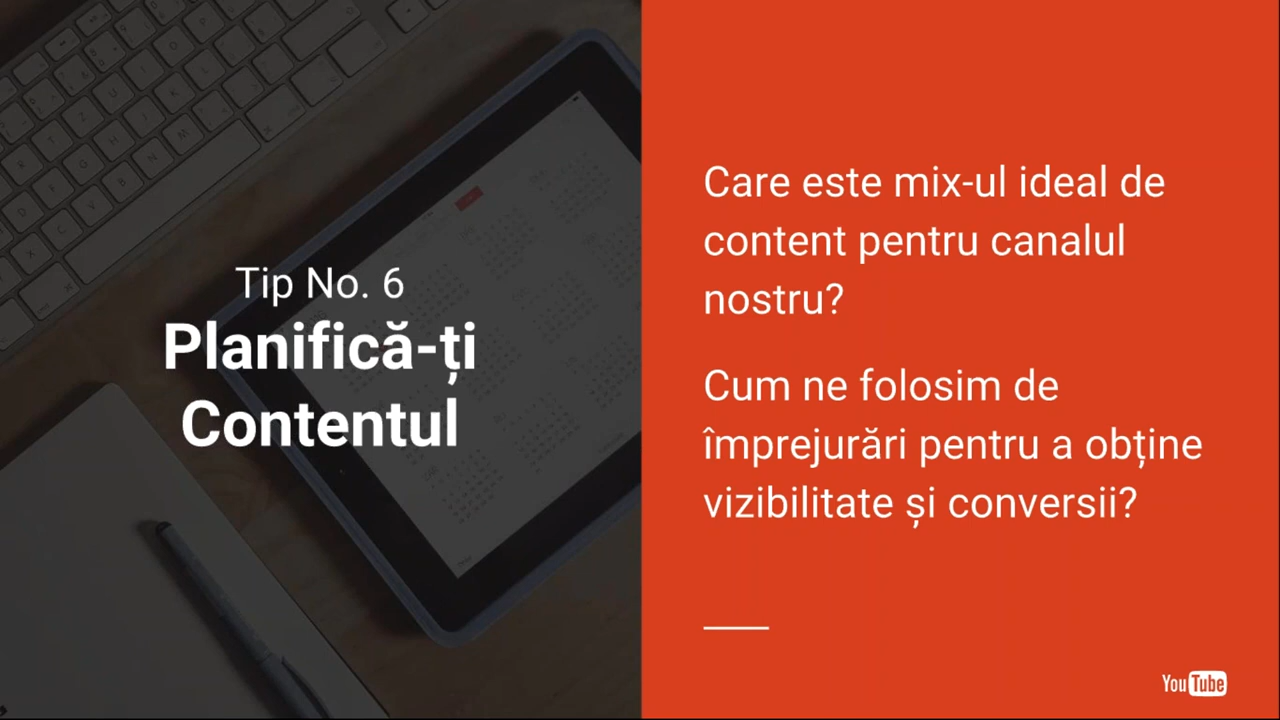 Tip No. 6
Planifică-ți
Contentul
Care este mix-ul ideal de
content pentru canalul
nostru?
Cum ne folosim de
împrejurări pentru a obține
vizibilitate și conversii?
YouTube